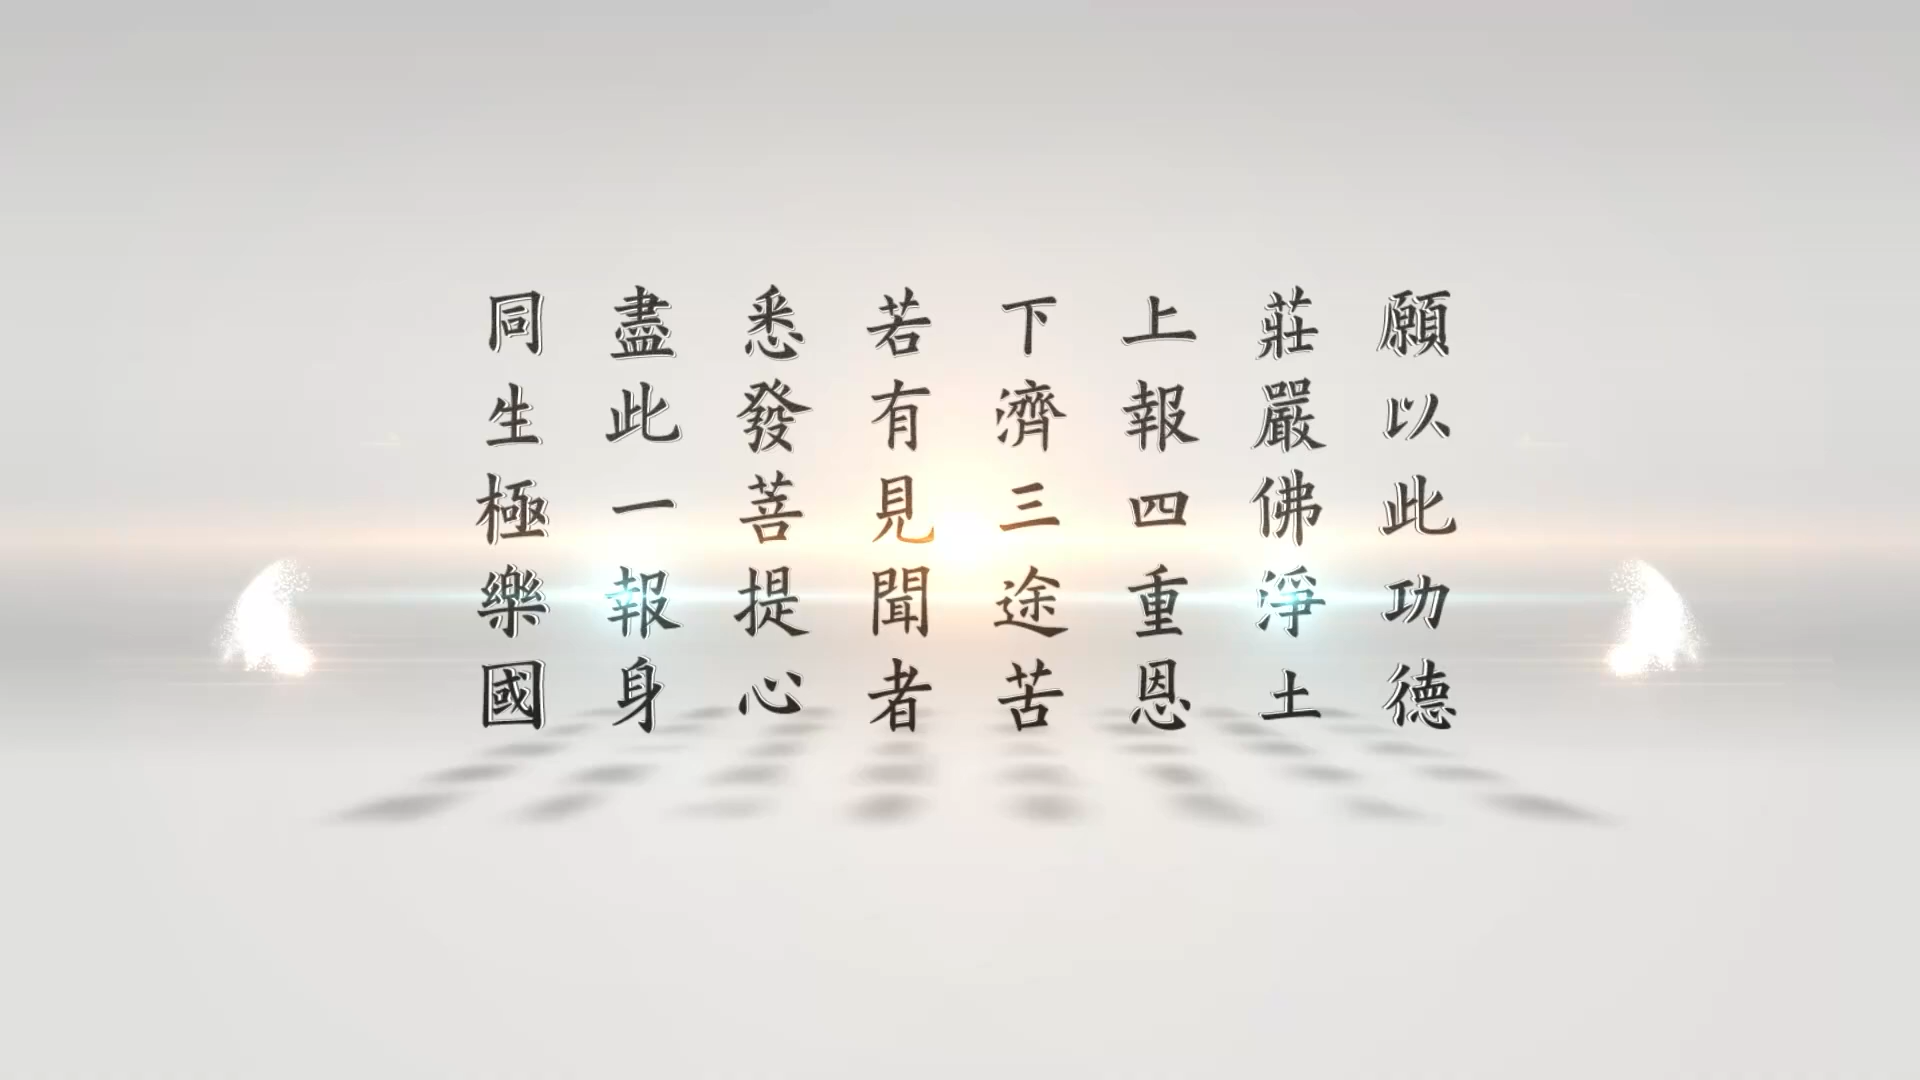 願以此功德
莊嚴佛淨土
上報四重恩
下濟三途苦
若有見聞者
悉發菩提心
盡此一報身
同生極樂國